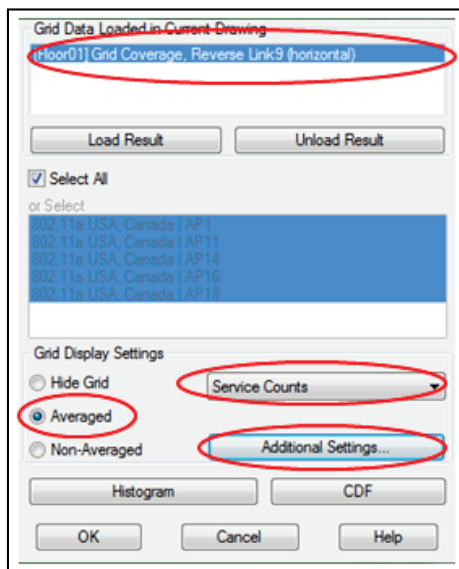 Grid Data Loaded in Current Drawing
[Floor01] Grid Coverage, Reverse Link9 (horizontal)
Load Result
Unload Result
Select All
or Select
802.11a USA, Canada | AP1
802.11a USA, Canada | AP11
802.11a USA, Canada | AP14
802.11a USA, Canada | AP16
802.11a USA, Canada | AP18
Grid Display Settings
Hide Grid
Service Counts
Averaged
Non-Averaged
Additional Settings...
Histogram
CDF
OK
Cancel
Help